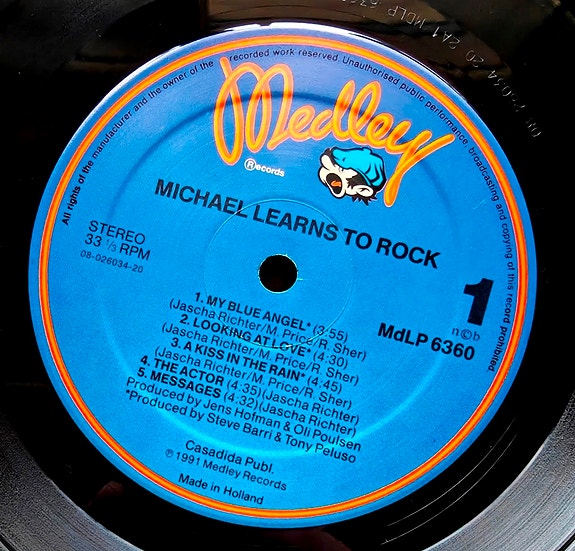 All rights of the manufacturer and the owner of the recorded work reserved. Unauthorised public performance, broadcasting and copying of this record prohibited
Medley
Records
MICHAEL LEARNS TO ROCK
STEREO
33 1/3 RPM
08-026034-20
1
n©b
MdLP 6360
1. MY BLUE ANGEL* (3:55)
(Jascha Richter/M. Price/R. Sher)
2. LOOKING AT LOVE* (4:30)
(Jascha Richter/M. Price/R. Sher)
3. A KISS IN THE RAIN* (4:45)
(Jascha Richter/M. Price/R. Sher)
4. THE ACTOR (4:35)(Jascha Richter)
5. MESSAGES (4:32)(Jascha Richter)
Produced by Jens Hofman & Oli Poulsen
*Produced by Steve Barri & Tony Peluso
Casadida Publ.
℗ 1991 Medley Records
Made in Holland